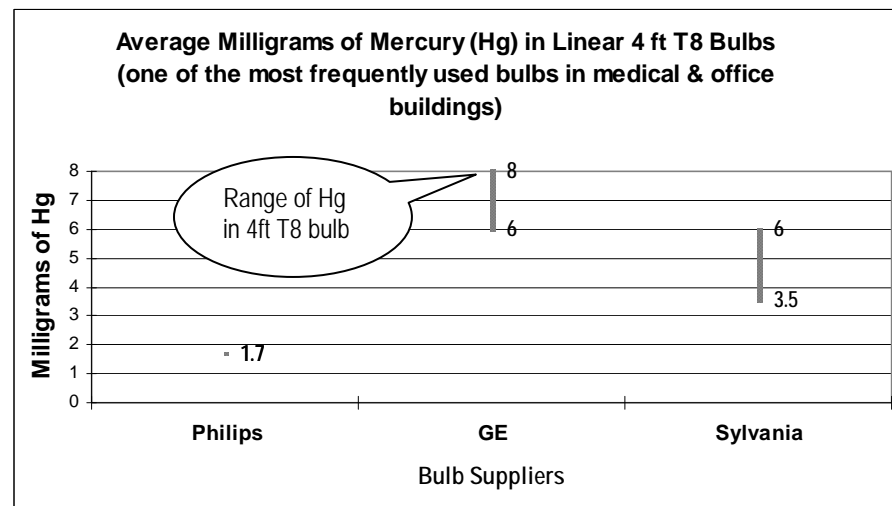 Average Milligrams of Mercury (Hg) in Linear 4 ft T8 Bulbs
(one of the most frequently used bulbs in medical & office
buildings)
Milligrams of Hg
8
7
6
5
4
3
2
1
0
Range of Hg
in 4ft T8 bulb
1.7
8
6
6
3.5
Philips
GE
Sylvania
Bulb Suppliers